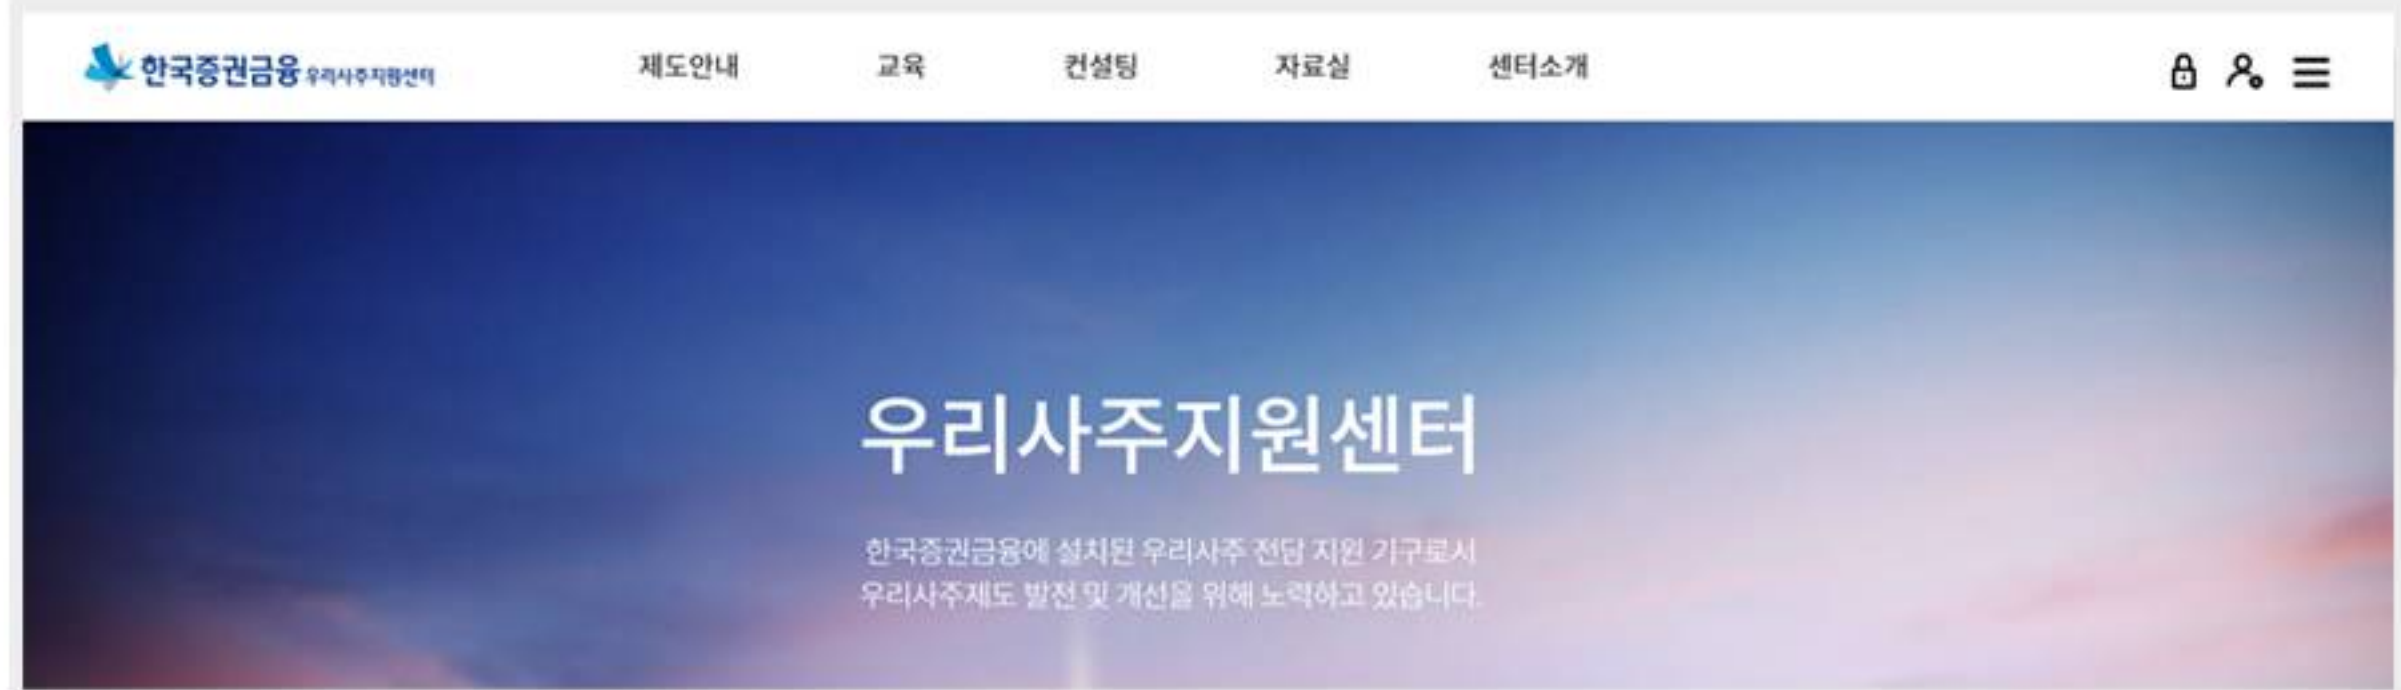 한국증권금융 우리사주지원센터
제도안내 교육 컨설팅 자료실 센터소개
우리사주지원센터
한국증권금융에 설치된 우리사주 전담 지원 기구로서
우리사주제도 발전 및 개선을 위해 노력하고 있습니다.